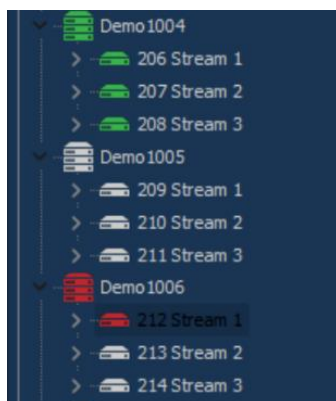 Demo1004
206 Stream 1
207 Stream 2
208 Stream 3
Demo1005
209 Stream 1
210 Stream 2
211 Stream 3
Demo1006
212 Stream 1
213 Stream 2
214 Stream 3